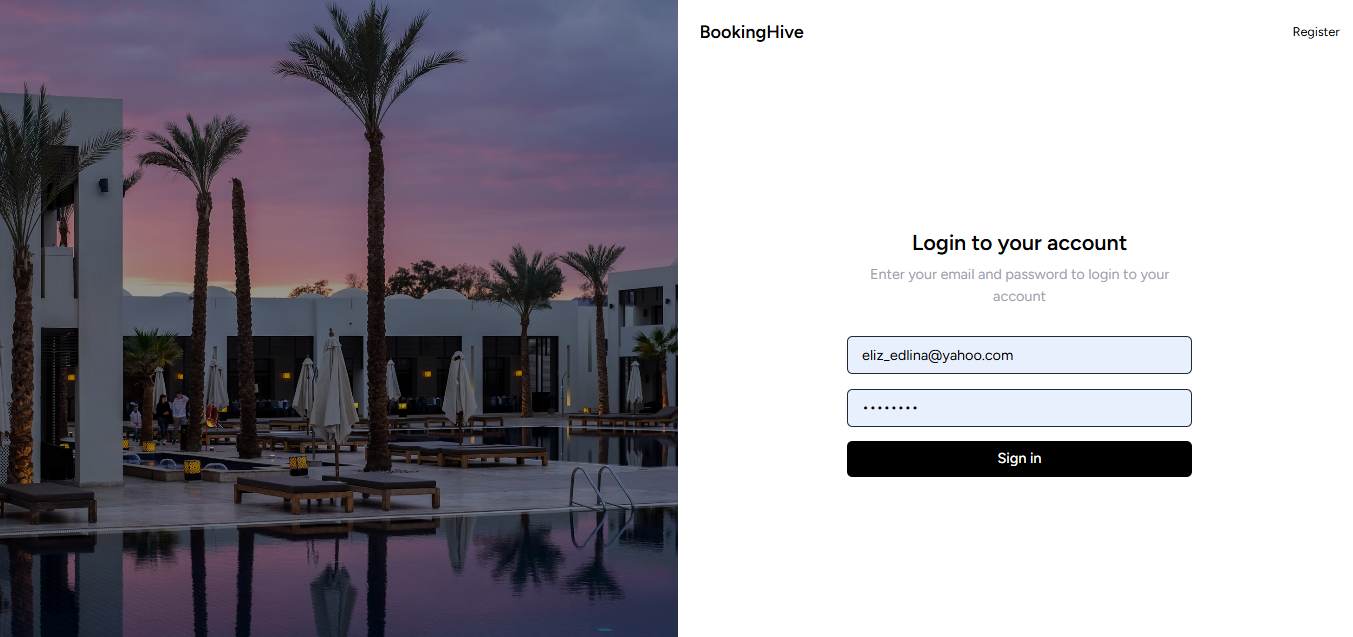 BookingHive
Register
Login to your account
Enter your email and password to login to your
account
eliz_edlina@yahoo.com
••••••••
Sign in